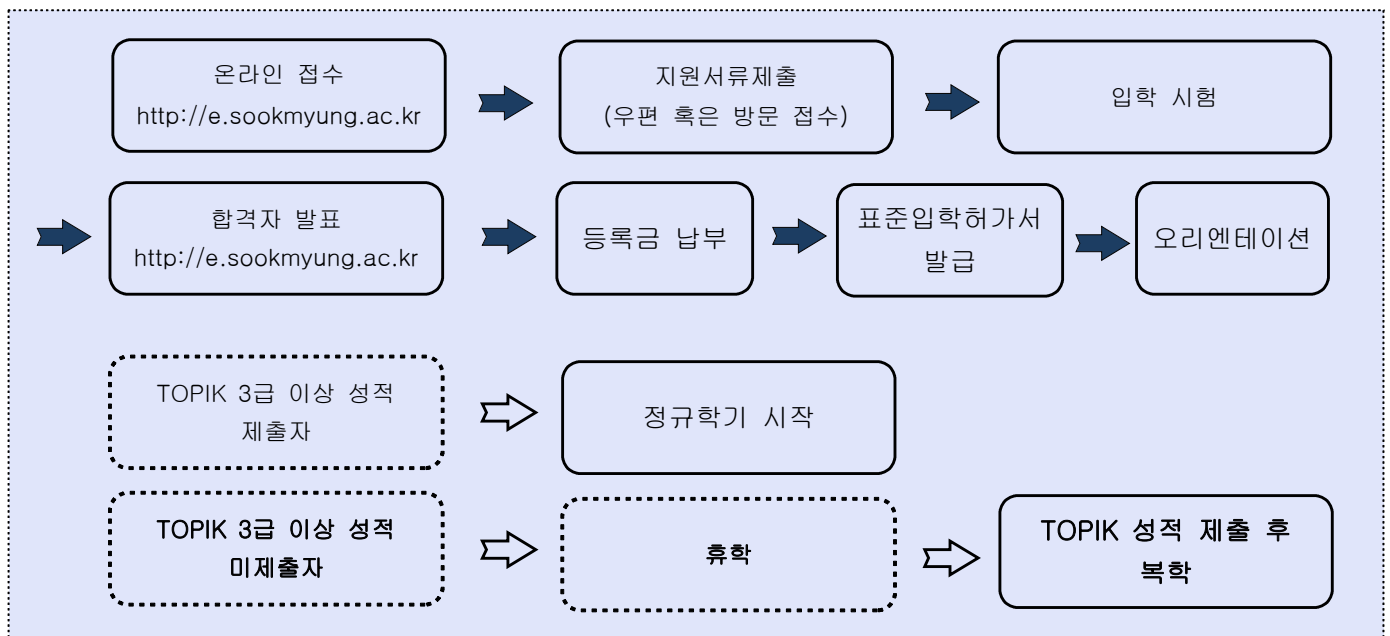 온라인 접수
http://e.sookmyung.ac.kr
지원서류제출
(우편 혹은 방문 접수)
입학 시험
합격자 발표
http://e.sookmyung.ac.kr
등록금 납부
표준입학허가서
발급
오리엔테이션
TOPIK 3급 이상 성적
제출자
정규학기 시작
TOPIK 3급 이상 성적
미제출자
휴학
TOPIK 성적 제출 후
복학